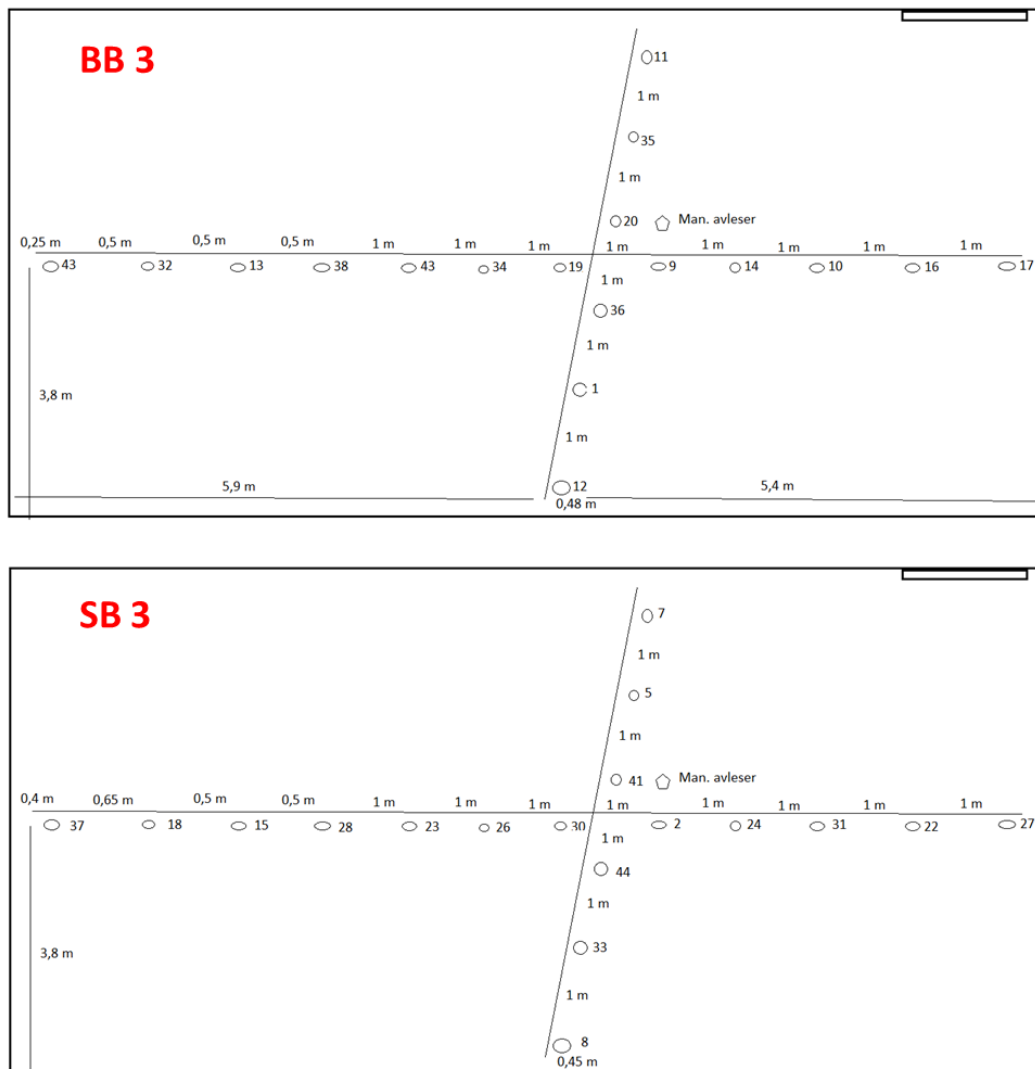 BB 3
11
1 m
35
1 m
20
Man. avleser
0,25 m 0,5 m 0,5 m 0,5 m 1 m 1 m 1 m 1 m 1 m 1 m 1 m 1 m
43 32 13 38 43 34 19 9 14 10 16 17
1 m
36
1 m
3,8 m
1
1 m
5,9 m
12
5,4 m
0,48 m
SB 3
7
1 m
5
1 m
41
Man. avleser
0,4 m 0,65 m 0,5 m 0,5 m 1 m 1 m 1 m 1 m 1 m 1 m 1 m 1 m
37 18 15 28 23 26 30 2 24 31 22 27
1 m
44
1 m
33
3,8 m
1 m
8
0,45 m